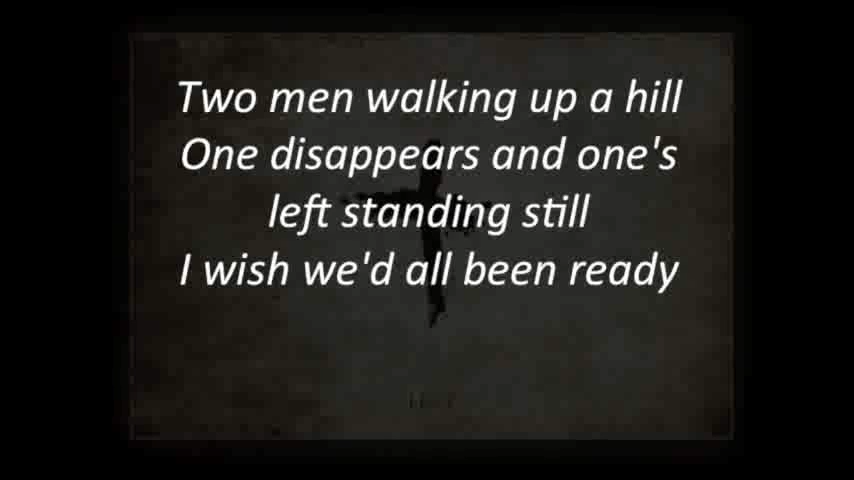 Two men walking up a hill
One disappears and one's
left standing still
I wish we'd all been ready